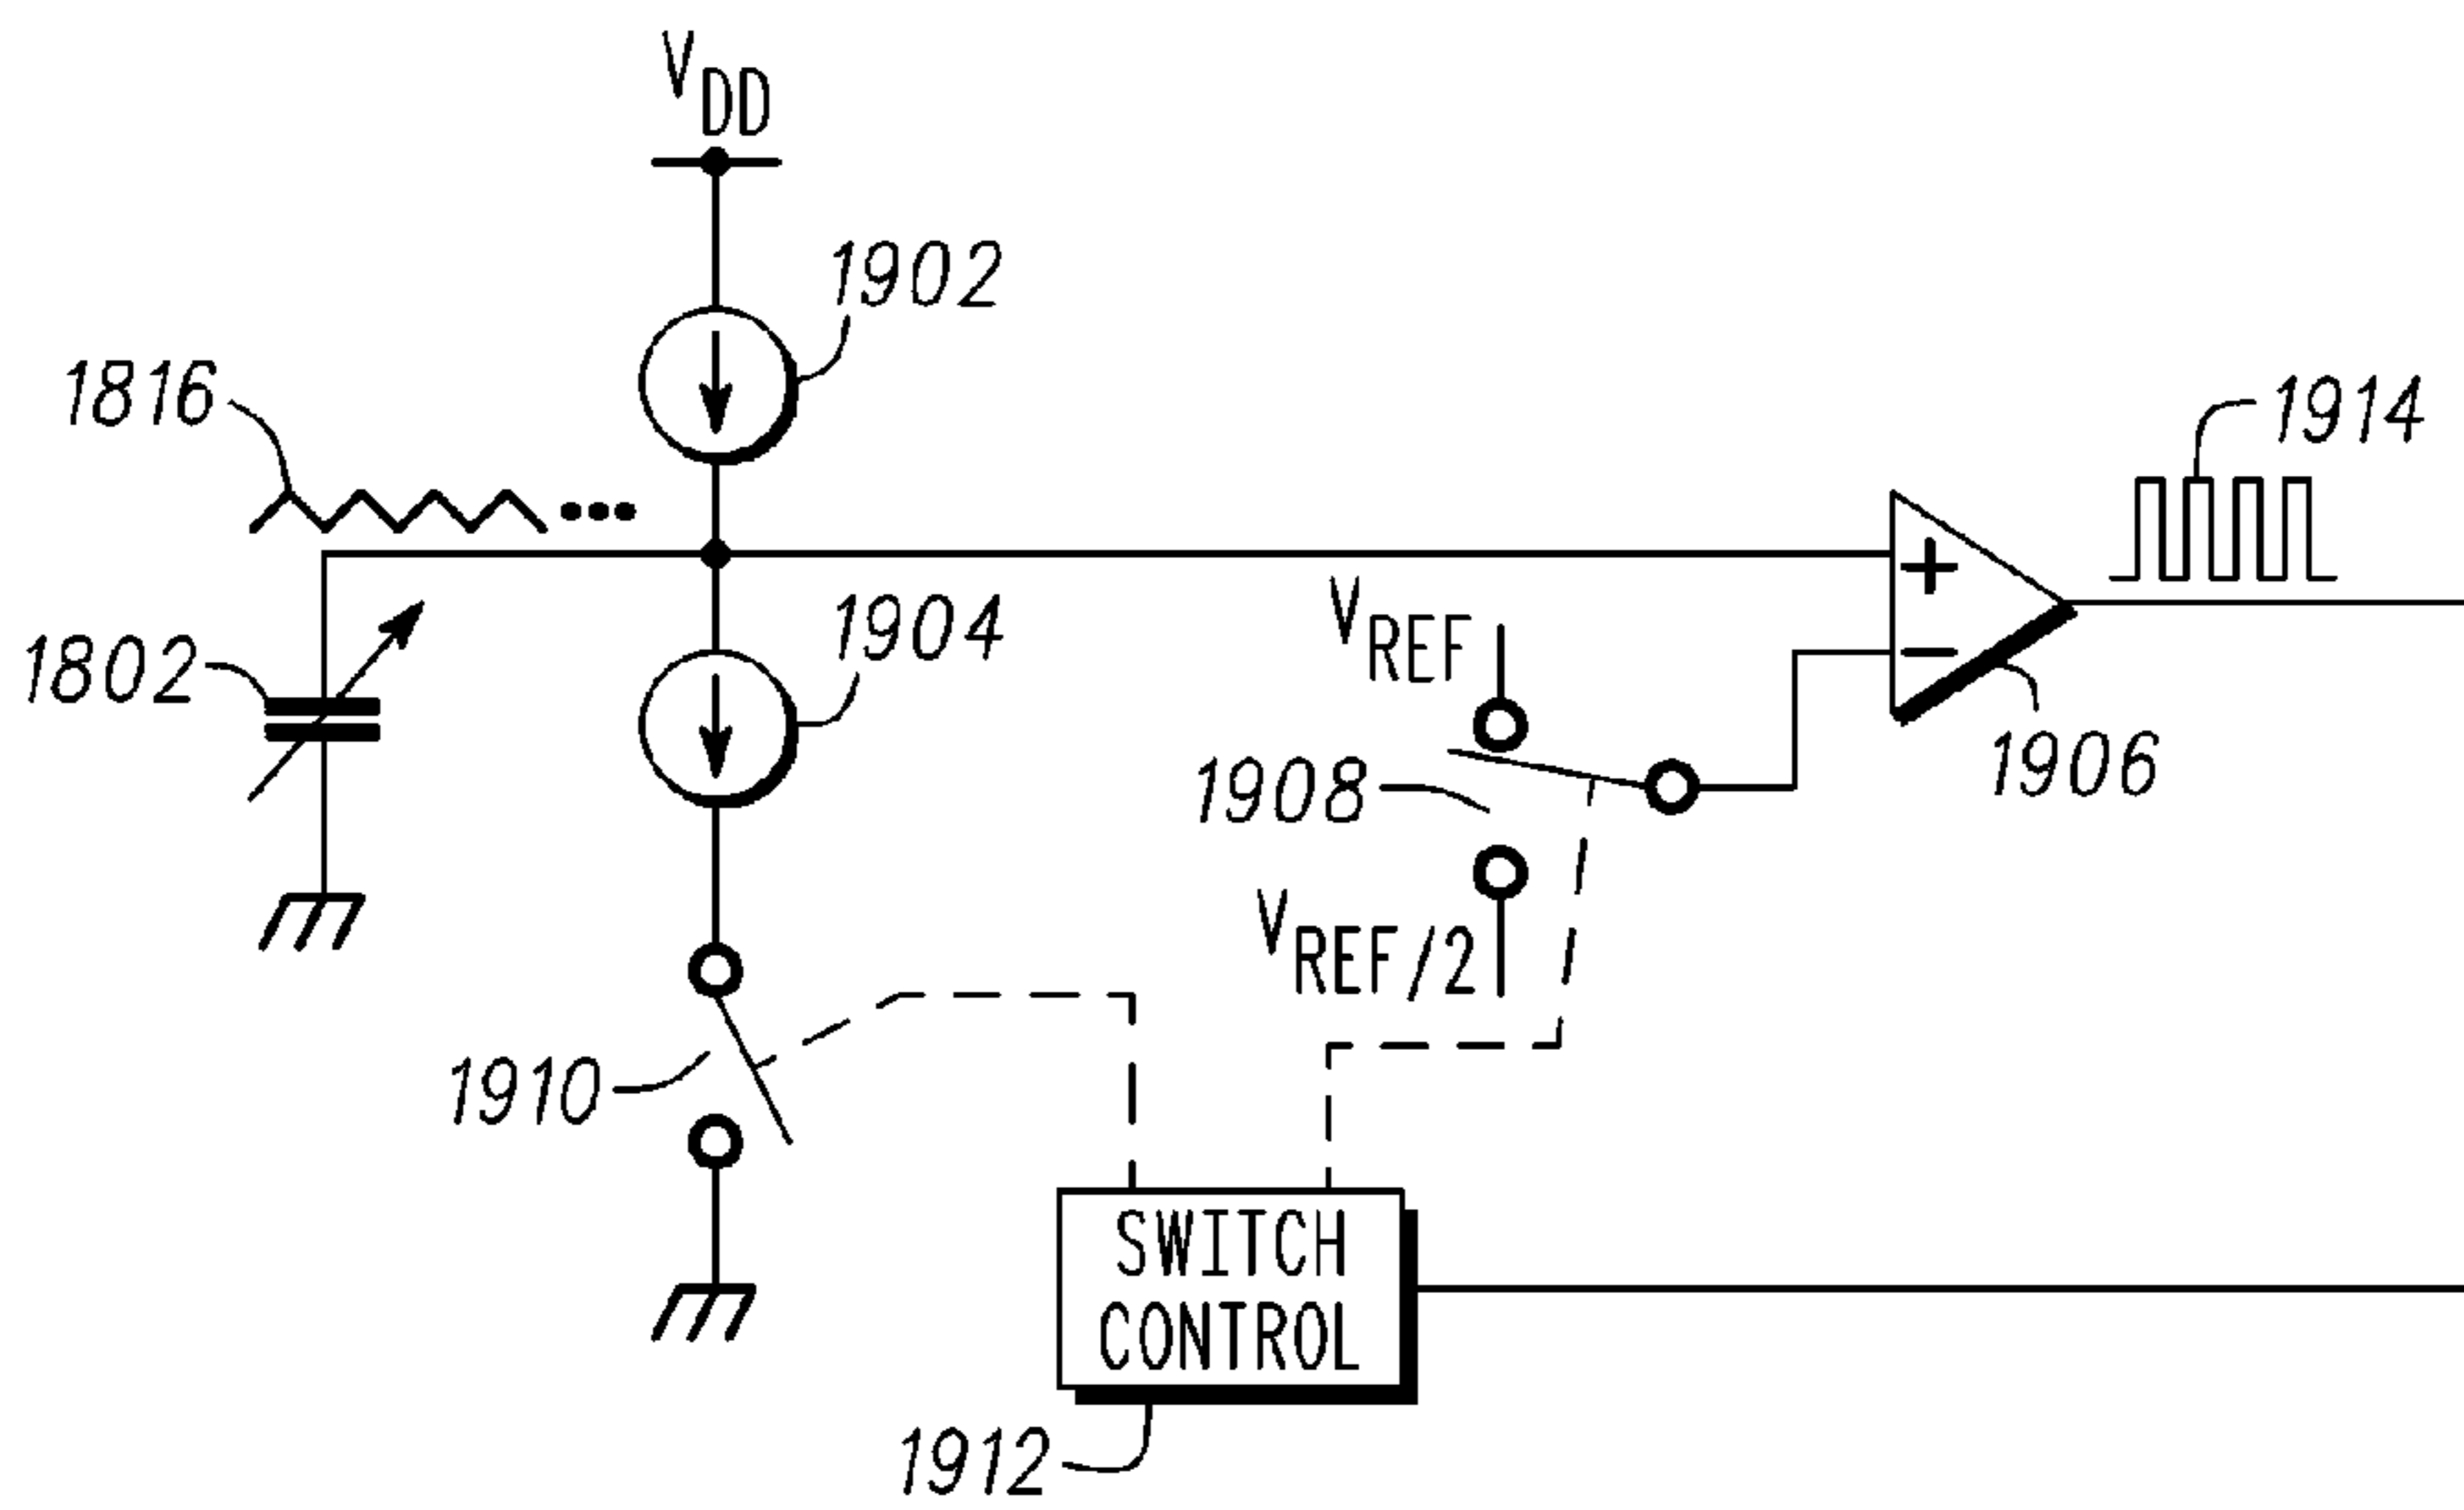 VDD
1902
1816
1914
1904
VREF
1802
1906
1908
VREF/2
1910
SWITCH
CONTROL
1912
+
−